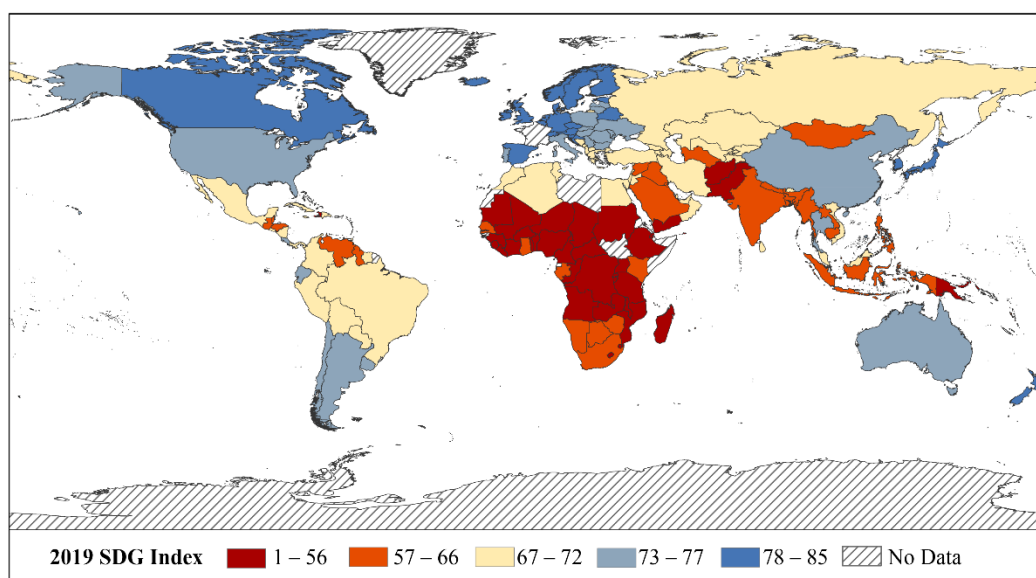 2019 SDG Index 1 – 56 57 – 66 67 – 72 73 – 77 78 – 85 No Data